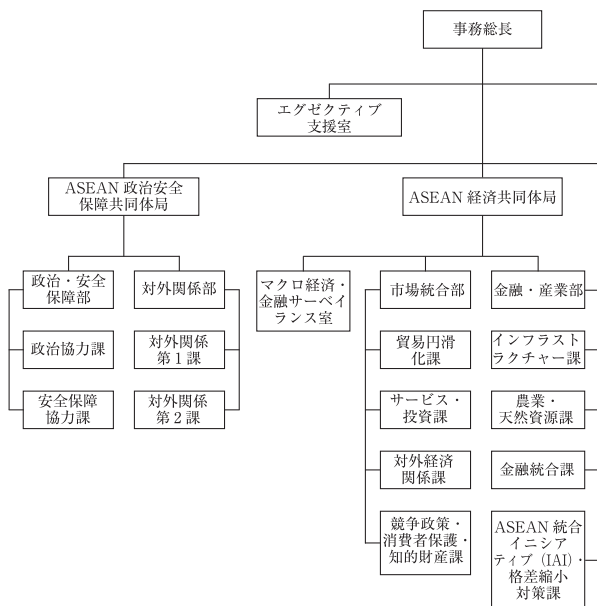 事務総長
エグゼクティブ
支援室
ASEAN 政治安全
保障共同体局
ASEAN 経済共同体局
政治・安全
保障部
対外関係部
マクロ経済・
金融サーベイ
ランス室
市場統合部
金融・産業部
政治協力課
対外関係
第1課
貿易円滑
化課
インフラスト
ラクチャー課
安全保障
協力課
対外関係
第2課
サービス・
投資課
農業・
天然資源課
対外経済
関係課
金融統合課
競争政策・
消費者保護・
知的財産課
ASEAN 統合
イニシア
ティブ（IAI）・
格差縮小
対策課